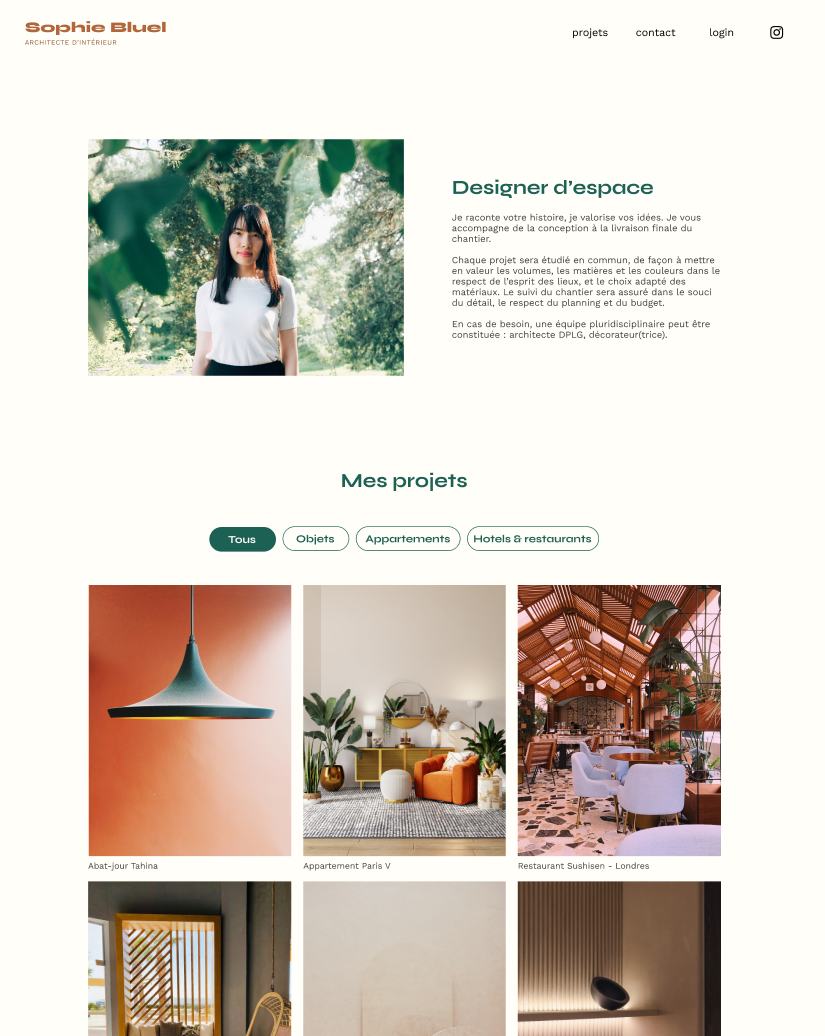 Sophie Bluel
ARCHITECTE D'INTÉRIEUR
projets contact login
Designer d'espace
Je raconte votre histoire, je valorise vos idées. Je vous
accompagne de la conception à la livraison finale du
chantier.
Chaque projet sera étudié en commun, de façon à mettre
en valeur les volumes, les matières et les couleurs dans le
respect de l'esprit des lieux, et le choix adapté des
matériaux. Le suivi du chantier sera assuré dans le souci
du détail, le respect du planning et du budget.
En cas de besoin, une équipe pluridisciplinaire peut être
constituée : architecte DPLG, décorateur(trice).
Mes projets
Tous Objets Appartements Hotels & restaurants
Abat-jour Tahina
Appartement Paris V
Restaurant Sushisen - Londres